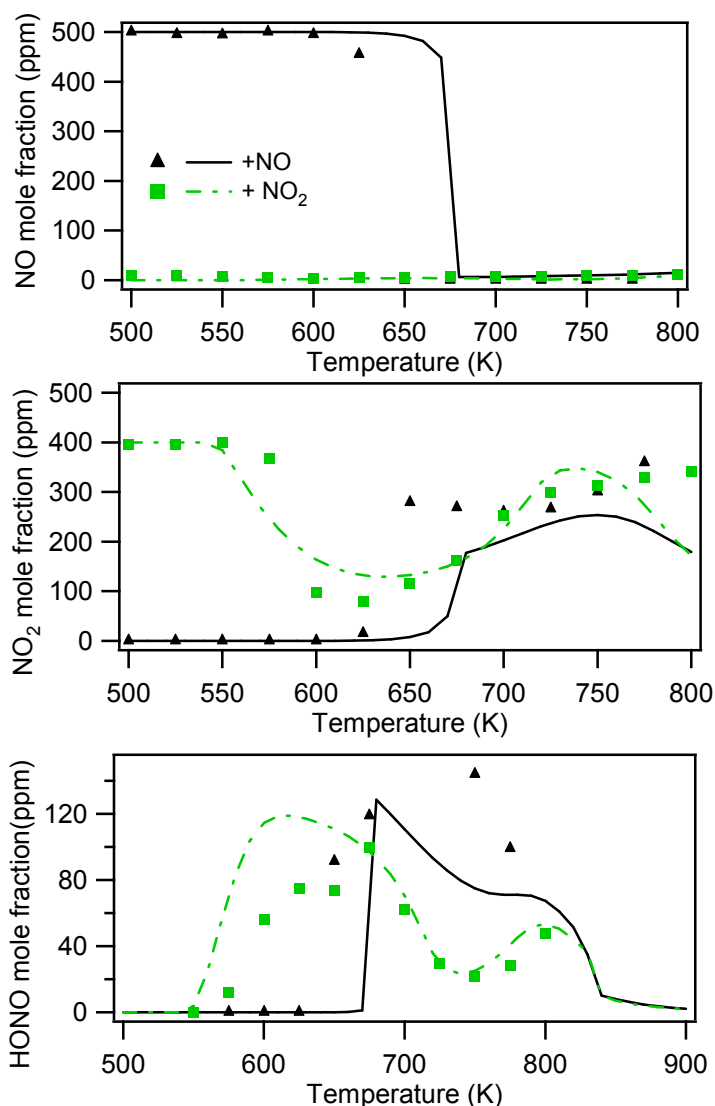 NO mole fraction (ppm)
500
400
300
200
100
0
+NO
+ NO₂
500 550 600 650 700 750 800
Temperature (K)
NO₂ mole fraction (ppm)
500
400
300
200
100
0
500 550 600 650 700 750 800
Temperature (K)
HONO mole fraction(ppm)
120
80
40
0
500 600 700 800 900
Temperature (K)